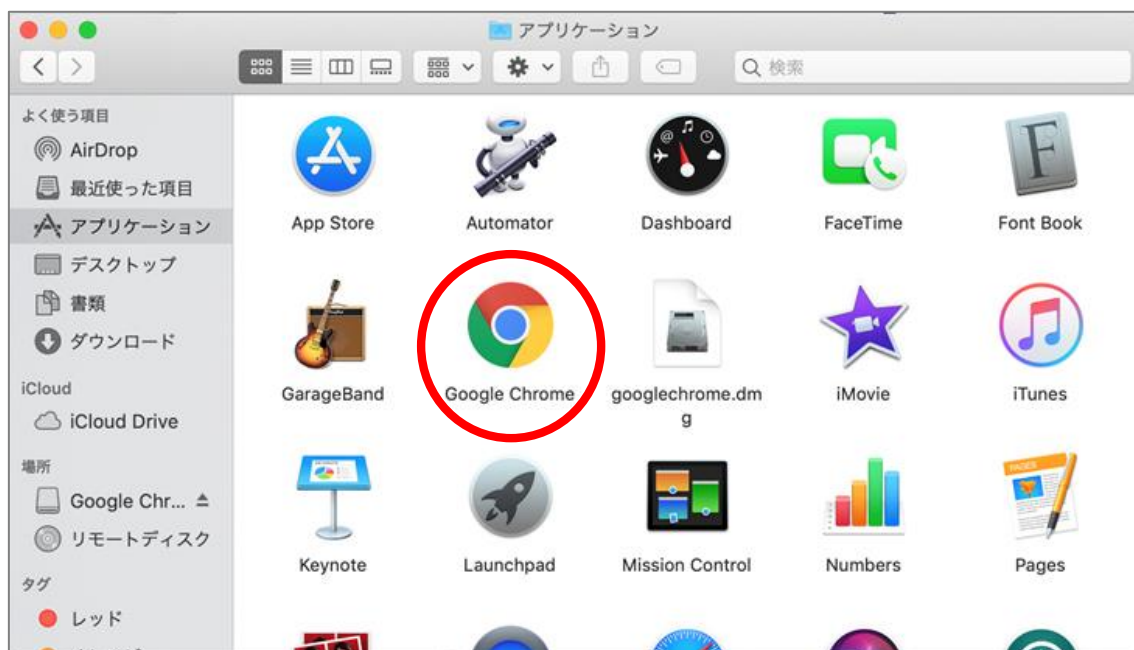 アプリケーション
検索
よく使う項目
AirDrop
最近使った項目
アプリケーション
デスクトップ
書類
ダウンロード
iCloud
iCloud Drive
場所
Google Chr...
リモートディスク
タグ
レッド
App Store
Automator
Dashboard
FaceTime
Font Book
GarageBand
Google Chrome
googlechrome.dm
g
iMovie
iTunes
Keynote
Launchpad
Mission Control
Numbers
Pages
PAGES